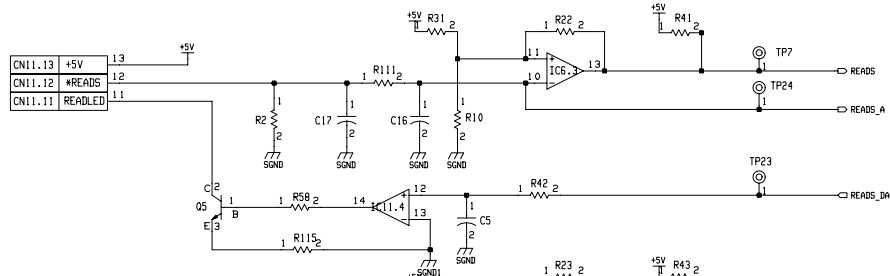 +5V R31 R22 +5V R41
1 1 2 1 2 1 1 2
CN11.13 +5V 13 +5V 11 + TP7
CN11.12 *READS 12 R111 IC6.3 13 1 READS
1 2 10 -
CN11.11 READLED 11 TP24
1 1 1 1 1 READS_A
R2 C17 C16 R10
2 2 2 2
SGND SGND SGND SGND
TP23
C 2 R58 14 IC11.4 + 12 R42 1 READS_DA
Q5 1 1 2 - 13 1 2
B 1 C5
E 3 R115 2
1 2 SGND
SGND1
R23 +5V R43
1 2 1 2